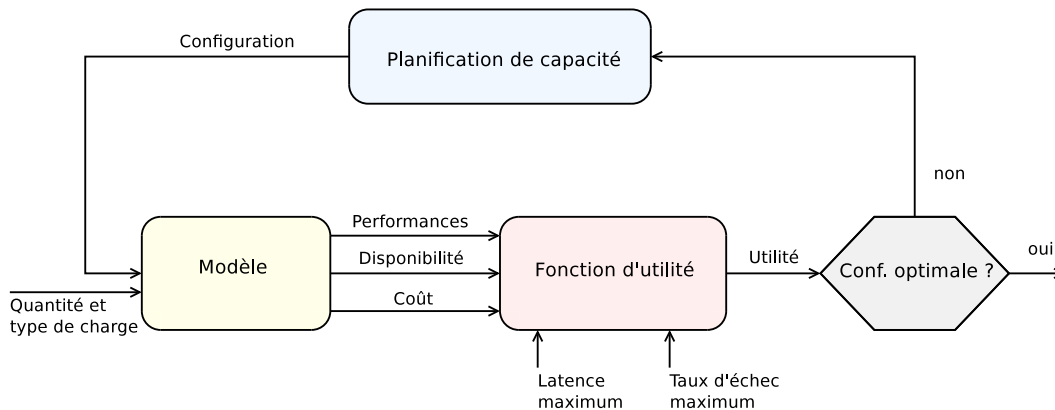 Configuration
Planification de capacité
non
Performances
Disponibilité
Coût
Modèle
Quantité et
type de charge
Fonction d'utilité
Utilité
Conf. optimale ?
oui
Latence
maximum
Taux d'échec
maximum